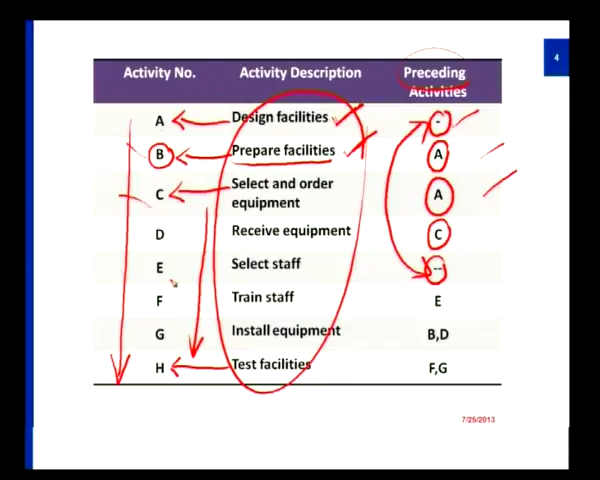 4
Activity No. Activity Description Preceding
Activities
A Design facilities -
B Prepare facilities A
C Select and order
equipment A
D Receive equipment C
E Select staff --
F Train staff E
G Install equipment B,D
H Test facilities F,G
7/25/2013